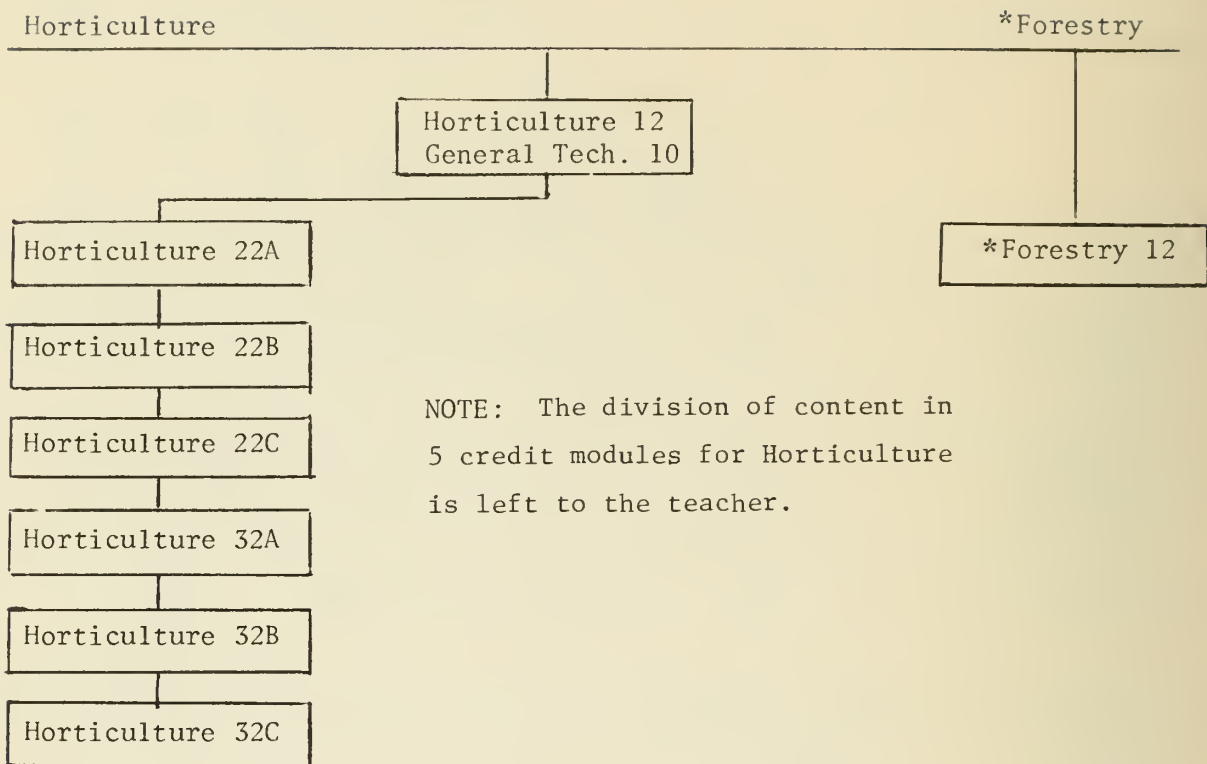 Horticulture
*Forestry
Horticulture 12
General Tech. 10
Horticulture 22A
*Forestry 12
Horticulture 22B
Horticulture 22C
NOTE: The division of content in
5 credit modules for Horticulture
is left to the teacher.
Horticulture 32A
Horticulture 32B
Horticulture 32C